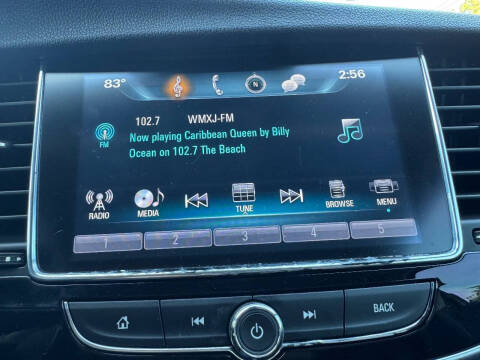 83° 2:56
102.7 WMXJ-FM
FM
Now playing Caribbean Queen by Billy
Ocean on 102.7 The Beach
RADIO MEDIA TUNE BROWSE MENU
1 2 3 4 5
BACK